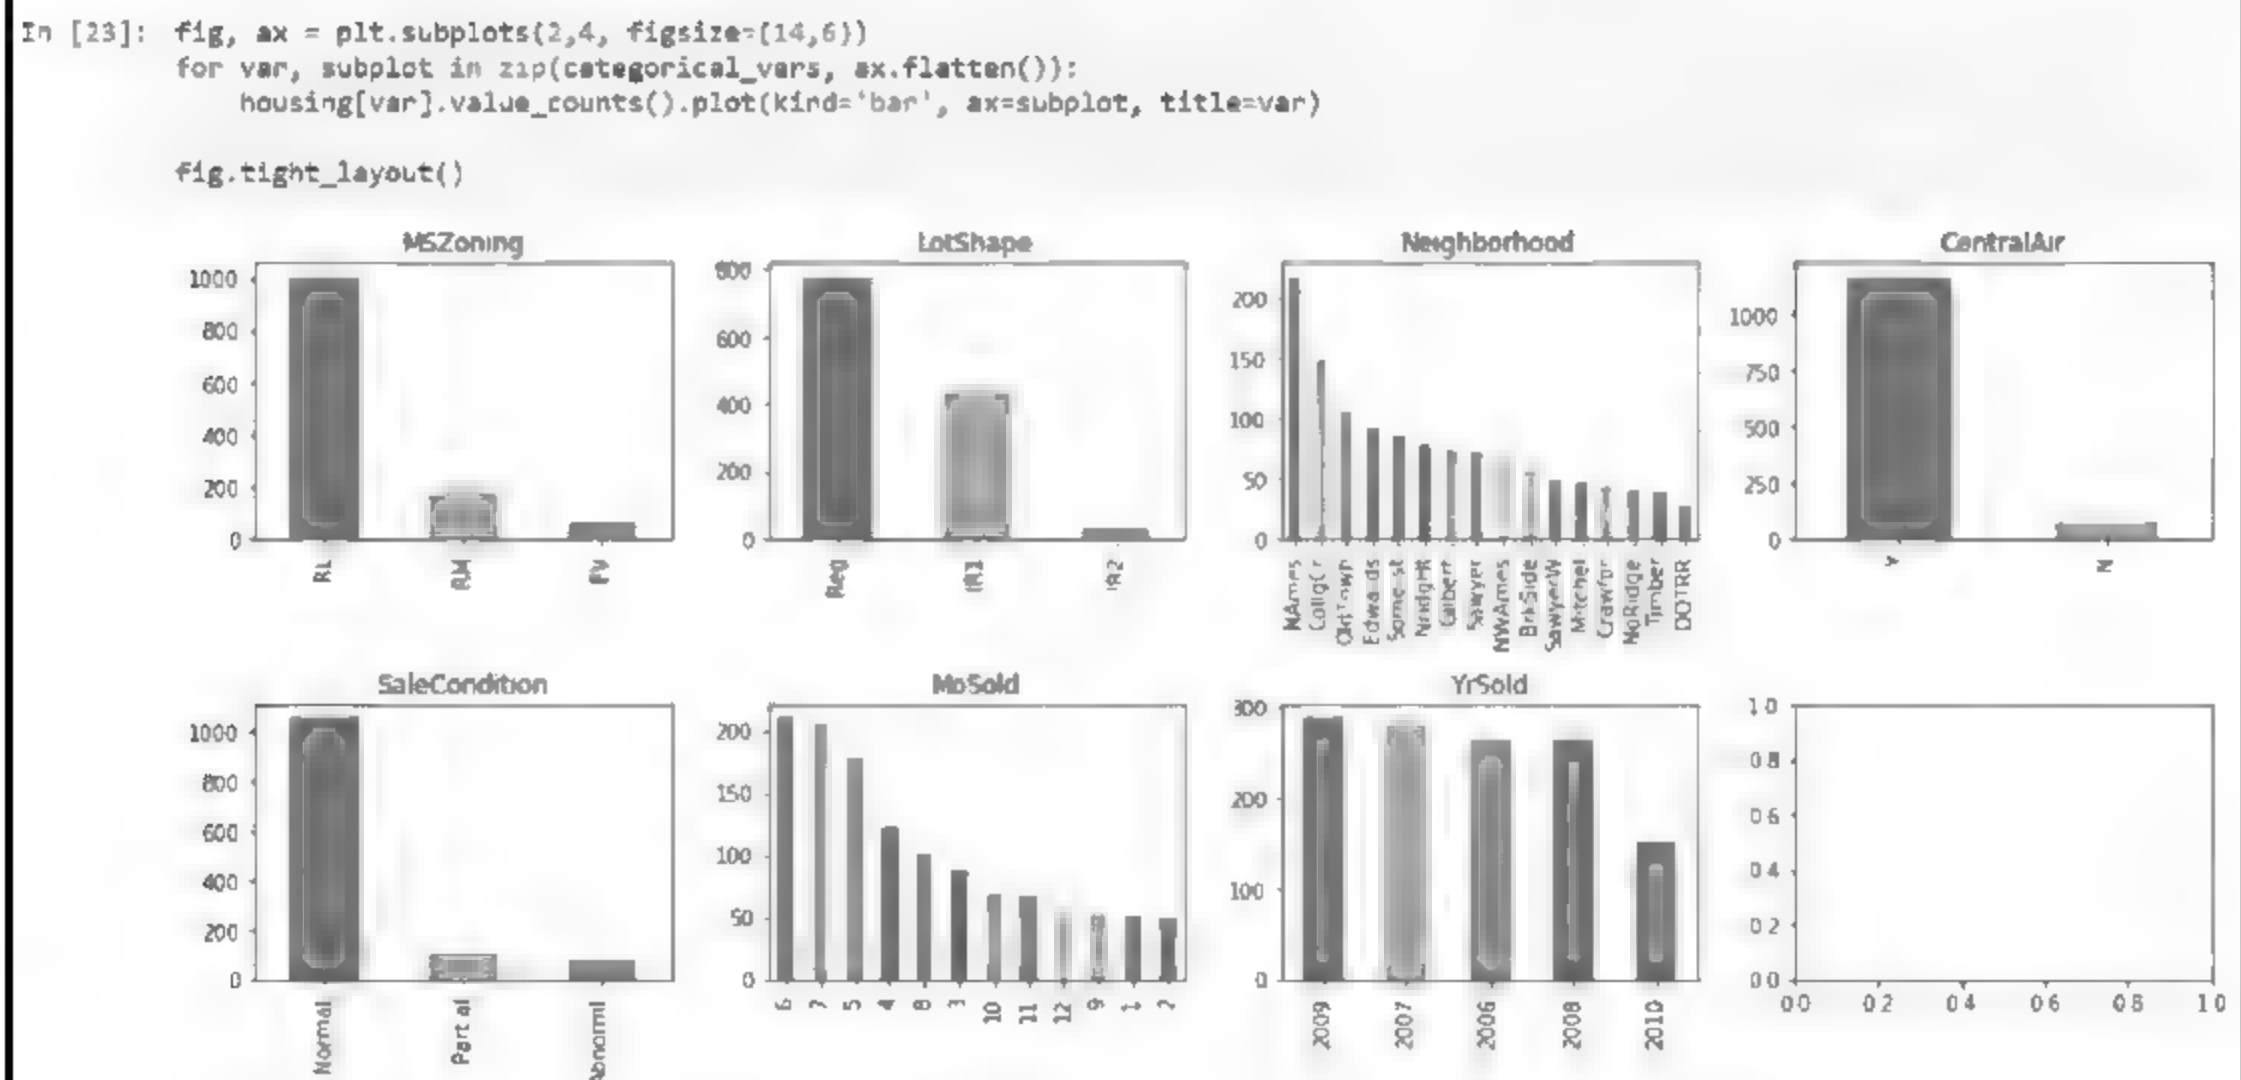 In [23]: fig, ax = plt.subplots(2,4, figsize=(14,6))
for var, subplot in zip(categorical_vars, ax.flatten()):
housing[var].value_counts().plot(kind='bar', ax=subplot, title=var)
fig.tight_layout()
MSZoning
1000
800
600
400
200
0
RL
RM
FV
LotShape
800
600
400
200
0
Reg
IR1
IR2
Neighborhood
200
150
100
50
0
NAmes
CollgCr
OldTown
Edwards
Somerst
NridgHt
Gilbert
Sawyer
NWAmes
BrkSide
SawyerW
Mitchel
Crawfor
NoRidge
Timber
IDOTRR
CentralAir
1000
750
500
250
0
Y
N
SaleCondition
1000
800
600
400
200
0
Normal
Partial
Abnorml
MoSold
200
150
100
50
0
6
7
5
4
8
3
10
11
12
9
1
2
YrSold
300
200
100
0
2009
2007
2006
2008
2010
1.0
0.8
0.6
0.4
0.2
0.0
0.0
0.2
0.4
0.6
0.8
1.0